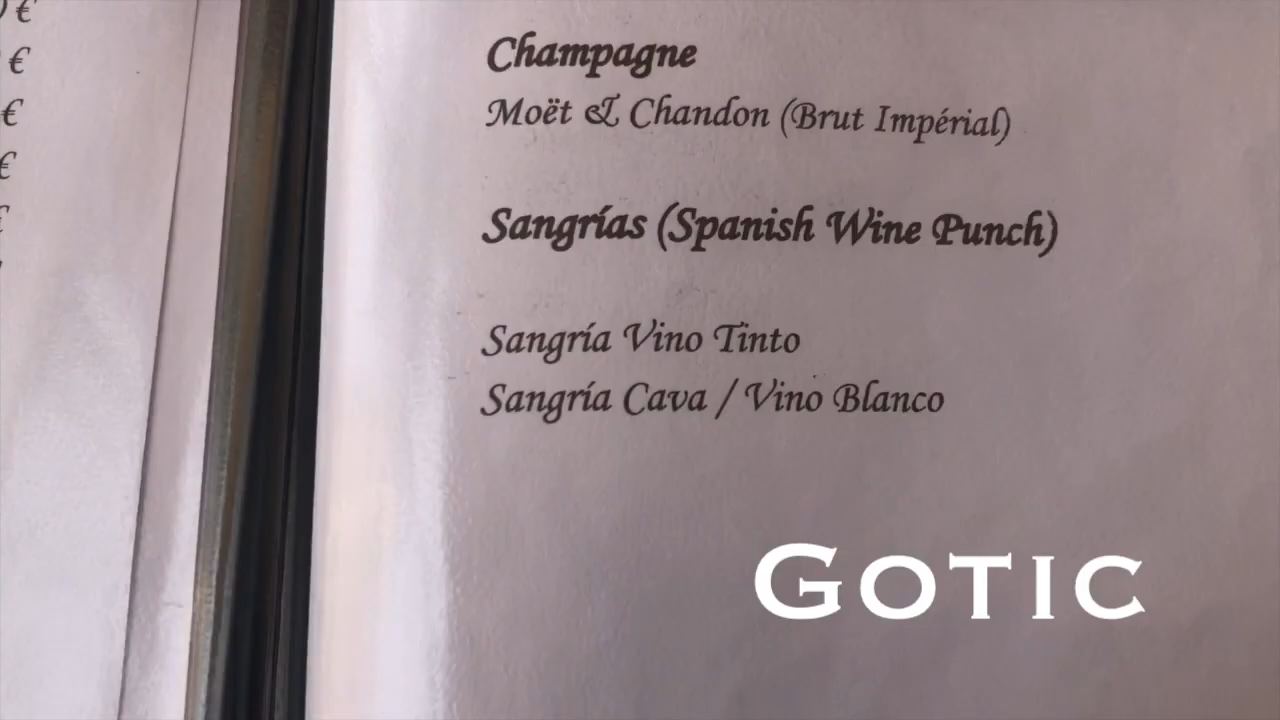 €
€
€
€
€
Champagne
Moët & Chandon (Brut Impérial)
Sangrías (Spanish Wine Punch)
Sangría Vino Tinto
Sangría Cava / Vino Blanco
GOTIC